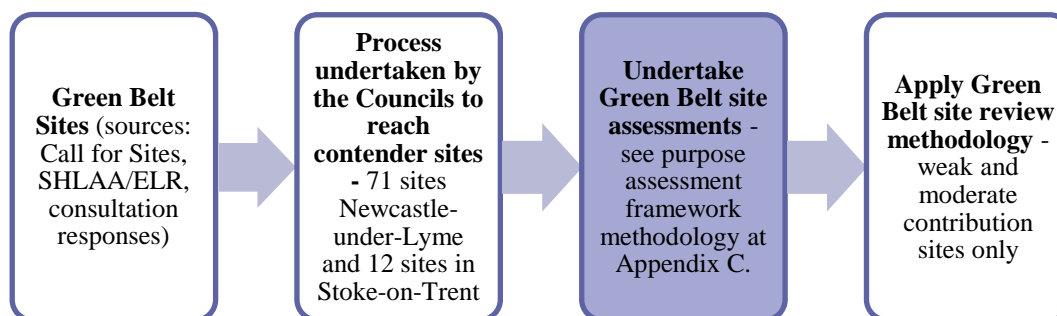 Green Belt
Sites (sources:
Call for Sites,
SHLAA/ELR,
consultation
responses)
Process
undertaken by
the Councils to
reach
contender sites
- 71 sites
Newcastle-
under-Lyme
and 12 sites in
Stoke-on-Trent
Undertake
Green Belt site
assessments -
see purpose
assessment
framework
methodology at
Appendix C.
Apply Green
Belt site review
methodology -
weak and
moderate
contribution
sites only